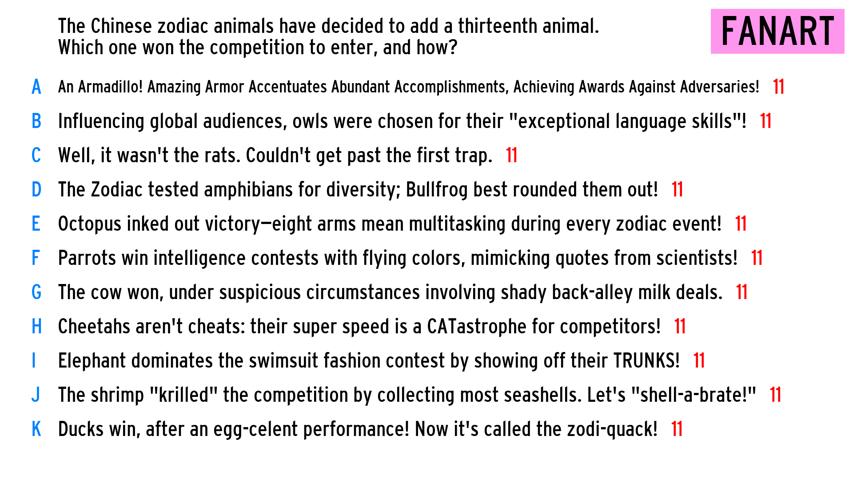 The Chinese zodiac animals have decided to add a thirteenth animal.
Which one won the competition to enter, and how?
FANART
A An Armadillo! Amazing Armor Accentuates Abundant Accomplishments, Achieving Awards Against Adversaries! 11
B Influencing global audiences, owls were chosen for their "exceptional language skills"! 11
C Well, it wasn't the rats. Couldn't get past the first trap. 11
D The Zodiac tested amphibians for diversity; Bullfrog best rounded them out! 11
E Octopus inked out victory—eight arms mean multitasking during every zodiac event! 11
F Parrots win intelligence contests with flying colors, mimicking quotes from scientists! 11
G The cow won, under suspicious circumstances involving shady back-alley milk deals. 11
H Cheetahs aren't cheats: their super speed is a CATastrophe for competitors! 11
I Elephant dominates the swimsuit fashion contest by showing off their TRUNKS! 11
J The shrimp "krilled" the competition by collecting most seashells. Let's "shell-a-brate!" 11
K Ducks win, after an egg-celent performance! Now it's called the zodi-quack! 11